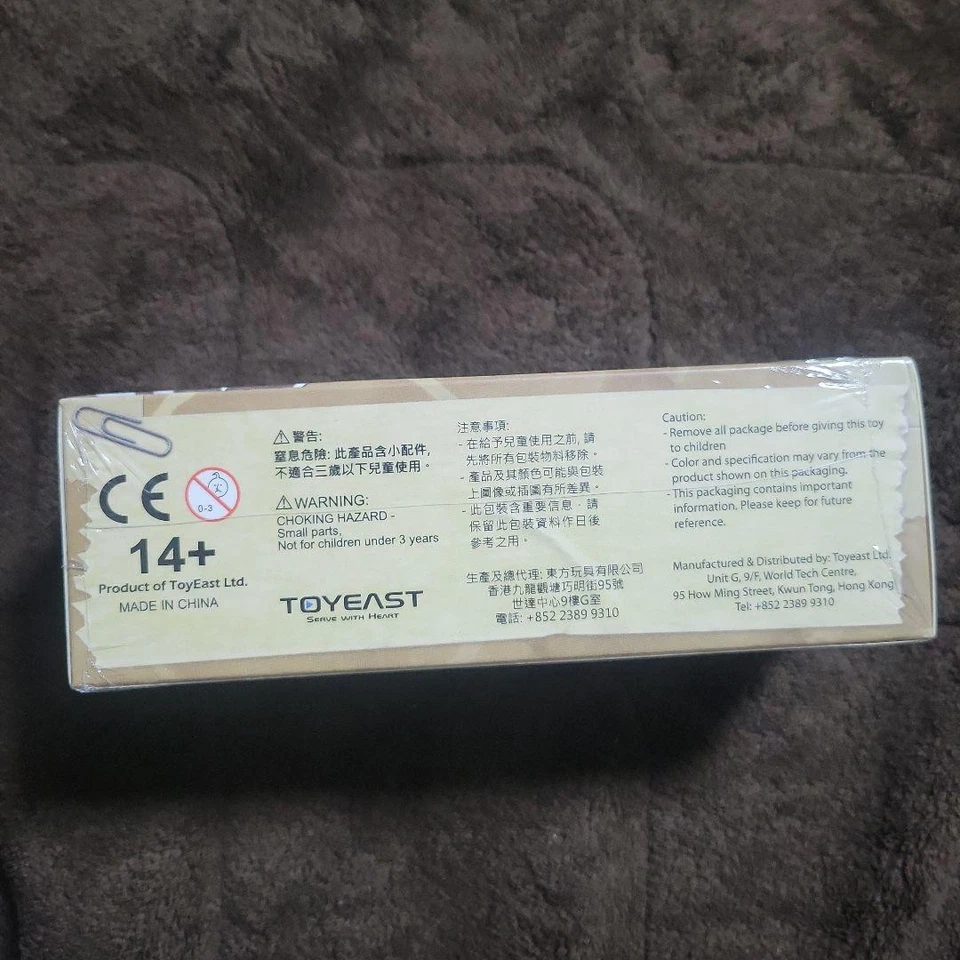 CE
0-3
14+
Product of ToyEast Ltd.
MADE IN CHINA
警告:
窒息危險: 此產品含小配件,
不適合三歲以下兒童使用。
WARNING:
CHOKING HAZARD -
Small parts,
Not for children under 3 years
TOYEAST
SERVE WITH HEART
注意事項:
- 在給予兒童使用之前, 請
先將所有包裝物料移除。
- 產品及其顏色可能與包裝
上圖像或插圖有所差異。
- 此包裝含重要信息﹐請
保留此包裝資料作日後
參考之用。
生產及總代理: 東方玩具有限公司
香港九龍觀塘巧明街95號
世達中心9樓G室
電話: +852 2389 9310
Caution:
- Remove all package before giving this toy
to children
- Color and specification may vary from the
product shown on this packaging.
- This packaging contains important
information. Please keep for future
reference.
Manufactured & Distributed by: Toyeast Ltd.
Unit G, 9/F, World Tech Centre,
95 How Ming Street, Kwun Tong, Hong Kong
Tel: +852 2389 9310